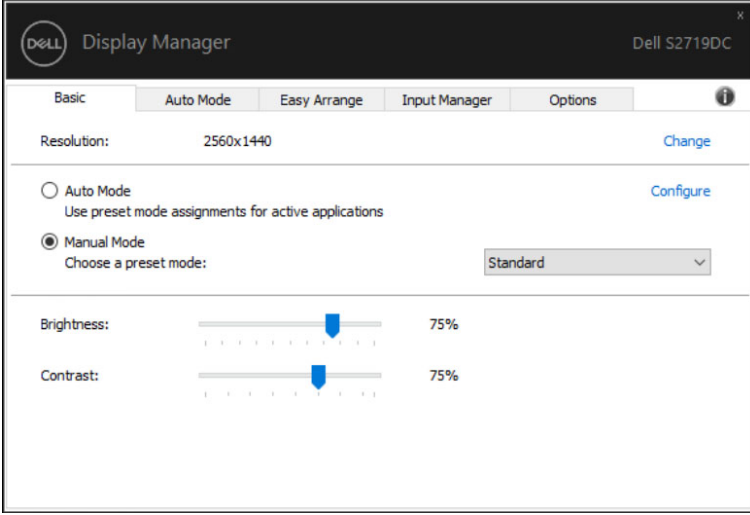 x
DELL Display Manager Dell S2719DC
Basic Auto Mode Easy Arrange Input Manager Options i
Resolution: 2560x1440 Change
Auto Mode Configure
Use preset mode assignments for active applications
Manual Mode
Choose a preset mode: Standard
Brightness: 75%
Contrast: 75%